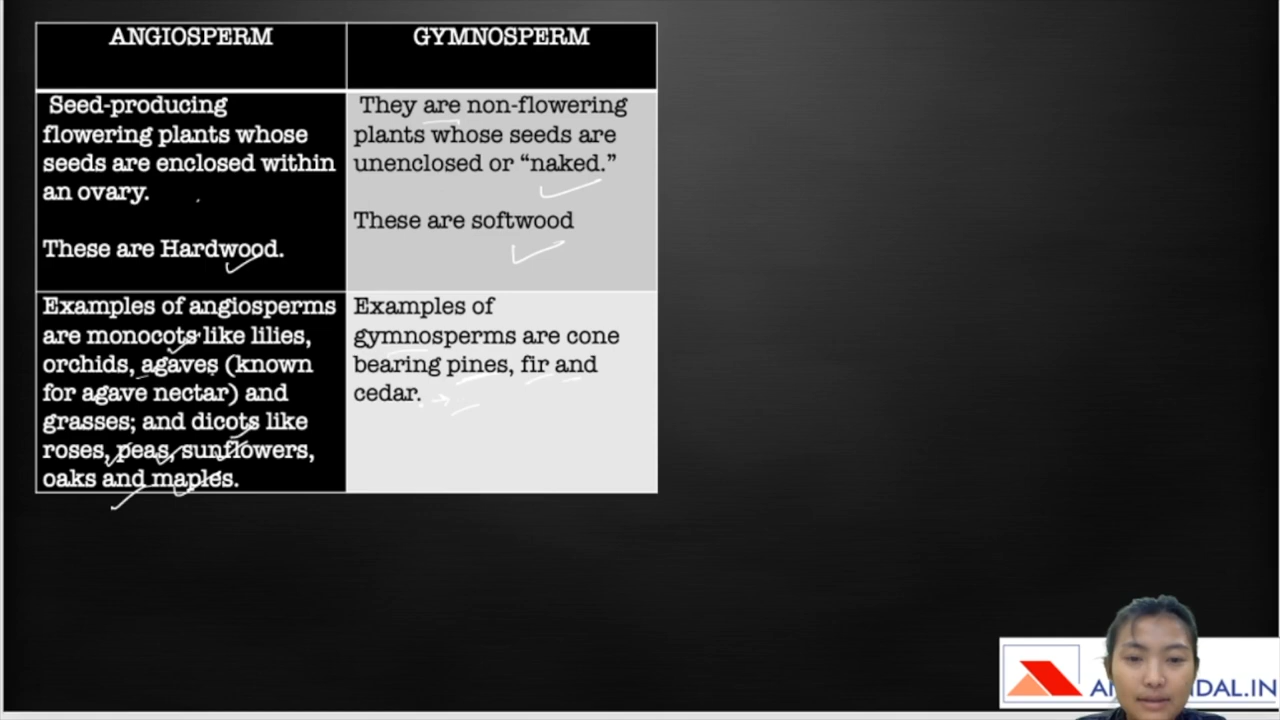 ANGIOSPERM
GYMNOSPERM
Seed-producing
flowering plants whose
seeds are enclosed within
an ovary.
These are Hardwood.
They are non-flowering
plants whose seeds are
unenclosed or “naked.”
These are softwood
Examples of angiosperms
are monocots like lilies,
orchids, agaves (known
for agave nectar) and
grasses; and dicots like
roses, peas, sunflowers,
oaks and maples.
Examples of
gymnosperms are cone
bearing pines, fir and
cedar.